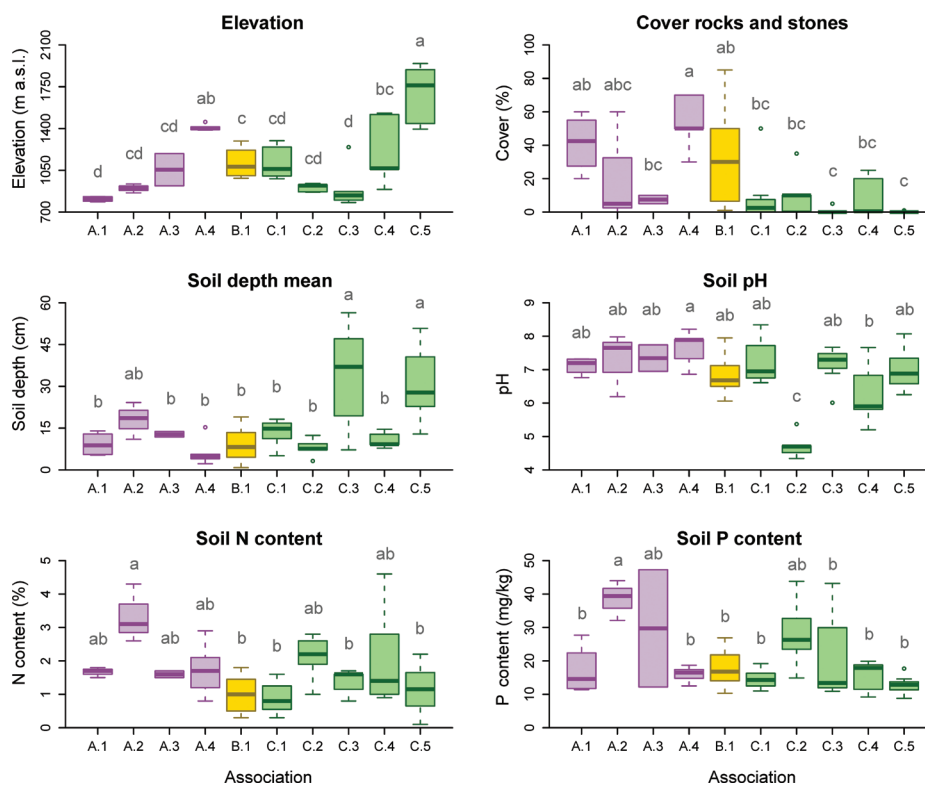 Elevation
Elevation (m a.s.l.)
2100
1750
1400
1050
700
d cd cd ab c cd cd d bc a
A.1 A.2 A.3 A.4 B.1 C.1 C.2 C.3 C.4 C.5
Cover rocks and stones
Cover (%)
100
80
60
40
20
0
ab abc bc a ab bc bc c bc c
A.1 A.2 A.3 A.4 B.1 C.1 C.2 C.3 C.4 C.5
Soil depth mean
Soil depth (cm)
60
45
30
15
0
b ab b b b b b a b a
A.1 A.2 A.3 A.4 B.1 C.1 C.2 C.3 C.4 C.5
Soil pH
pH
9
8
7
6
5
4
ab ab ab a ab ab c ab b ab
A.1 A.2 A.3 A.4 B.1 C.1 C.2 C.3 C.4 C.5
Soil N content
N content (%)
5
4
3
2
1
0
ab a ab ab b b ab b ab b
A.1 A.2 A.3 A.4 B.1 C.1 C.2 C.3 C.4 C.5
Association
Soil P content
P content (mg/kg)
50
40
30
20
10
0
b a ab b b b ab b b b
A.1 A.2 A.3 A.4 B.1 C.1 C.2 C.3 C.4 C.5
Association